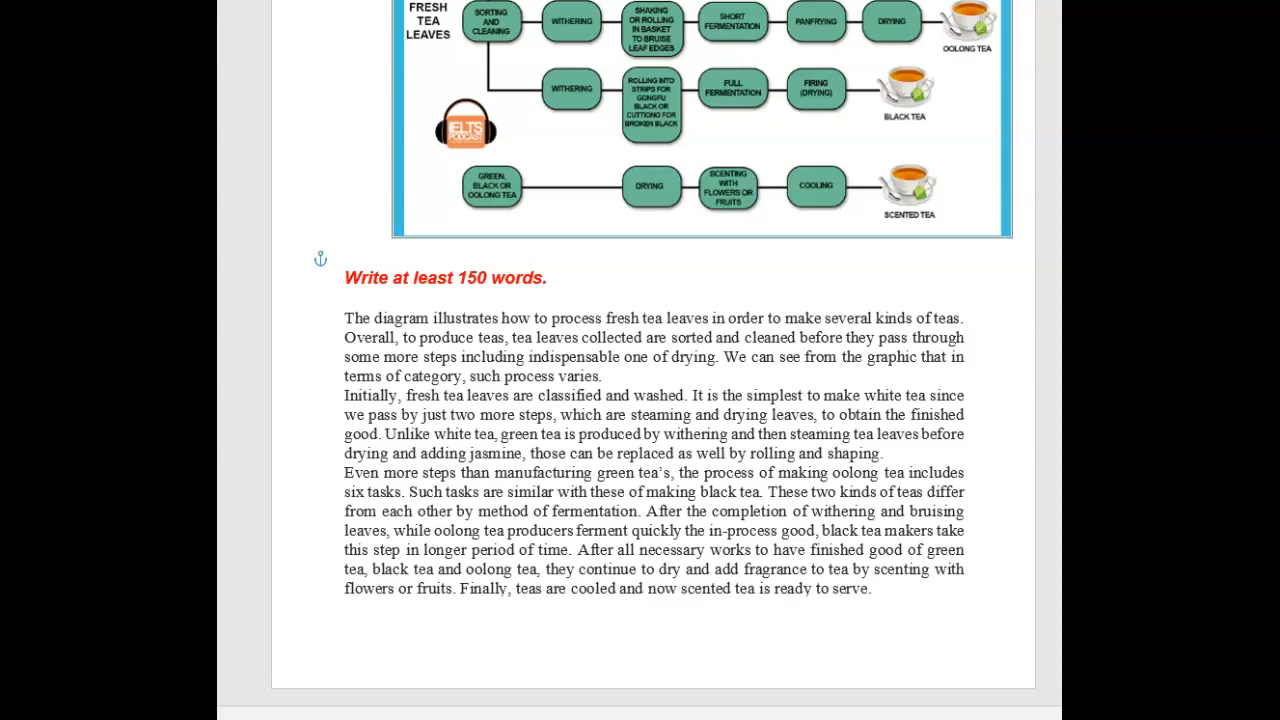 FRESH
TEA
LEAVES
SORTING
AND
CLEANING
WITHERING
SHAKING
OR ROLLING
IN BASKET
TO BRUISE
LEAF EDGES
SHORT
FERMENTATION
PANFRYING
DRYING
OOLONG TEA
WITHERING
ROLLING INTO
STRIPS FOR
GONGFU
BLACK OR
CUTTIONG FOR
BROKEN BLACK
FULL
FERMENTATION
FIRING
(DRYING)
BLACK TEA
IELTS
PODCAST
GREEN,
BLACK OR
OOLONG TEA
DRYING
SCENTING
WITH
FLOWERS OR
FRUITS
COOLING
SCENTED TEA
Write at least 150 words.
The diagram illustrates how to process fresh tea leaves in order to make several kinds of teas.
Overall, to produce teas, tea leaves collected are sorted and cleaned before they pass through
some more steps including indispensable one of drying. We can see from the graphic that in
terms of category, such process varies.
Initially, fresh tea leaves are classified and washed. It is the simplest to make white tea since
we pass by just two more steps, which are steaming and drying leaves, to obtain the finished
good. Unlike white tea, green tea is produced by withering and then steaming tea leaves before
drying and adding jasmine, those can be replaced as well by rolling and shaping.
Even more steps than manufacturing green tea's, the process of making oolong tea includes
six tasks. Such tasks are similar with these of making black tea. These two kinds of teas differ
from each other by method of fermentation. After the completion of withering and bruising
leaves, while oolong tea producers ferment quickly the in-process good, black tea makers take
this step in longer period of time. After all necessary works to have finished good of green
tea, black tea and oolong tea, they continue to dry and add fragrance to tea by scenting with
flowers or fruits. Finally, teas are cooled and now scented tea is ready to serve.